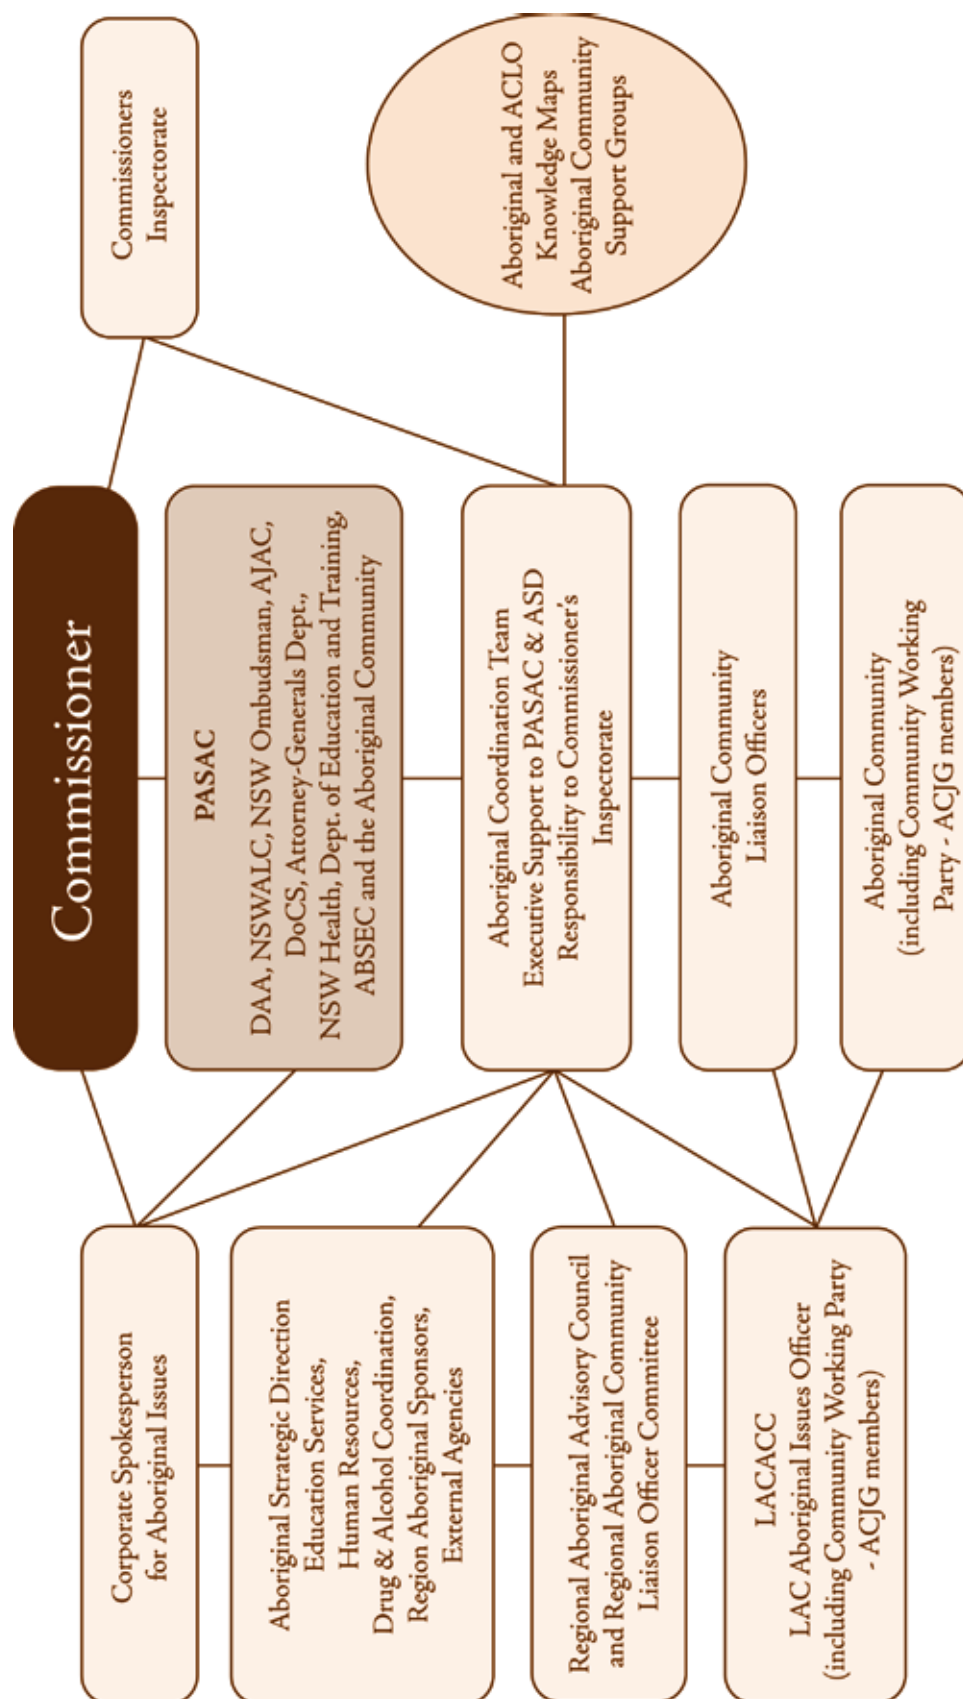 Commissioner
Commissioners
Inspectorate
Corporate Spokesperson
for Aboriginal Issues
PASAC
DAA, NSWALC, NSW Ombudsman, AJAC,
DoCS, Attorney-Generals Dept.,
NSW Health, Dept. of Education and Training,
ABSEC and the Aboriginal Community
Aboriginal Strategic Direction
Education Services,
Human Resources,
Drug & Alcohol Coordination,
Region Aboriginal Sponsors,
External Agencies
Aboriginal Coordination Team
Executive Support to PASAC & ASD
Responsibility to Commissioner's
Inspectorate
Aboriginal and ACLO
Knowledge Maps
Aboriginal Community
Support Groups
Regional Aboriginal Advisory Council
and Regional Aboriginal Community
Liaison Officer Committee
Aboriginal Community
Liaison Officers
LACACC
LAC Aboriginal Issues Officer
(including Community Working Party
- ACJG members)
Aboriginal Community
(including Community Working
Party - ACJG members)